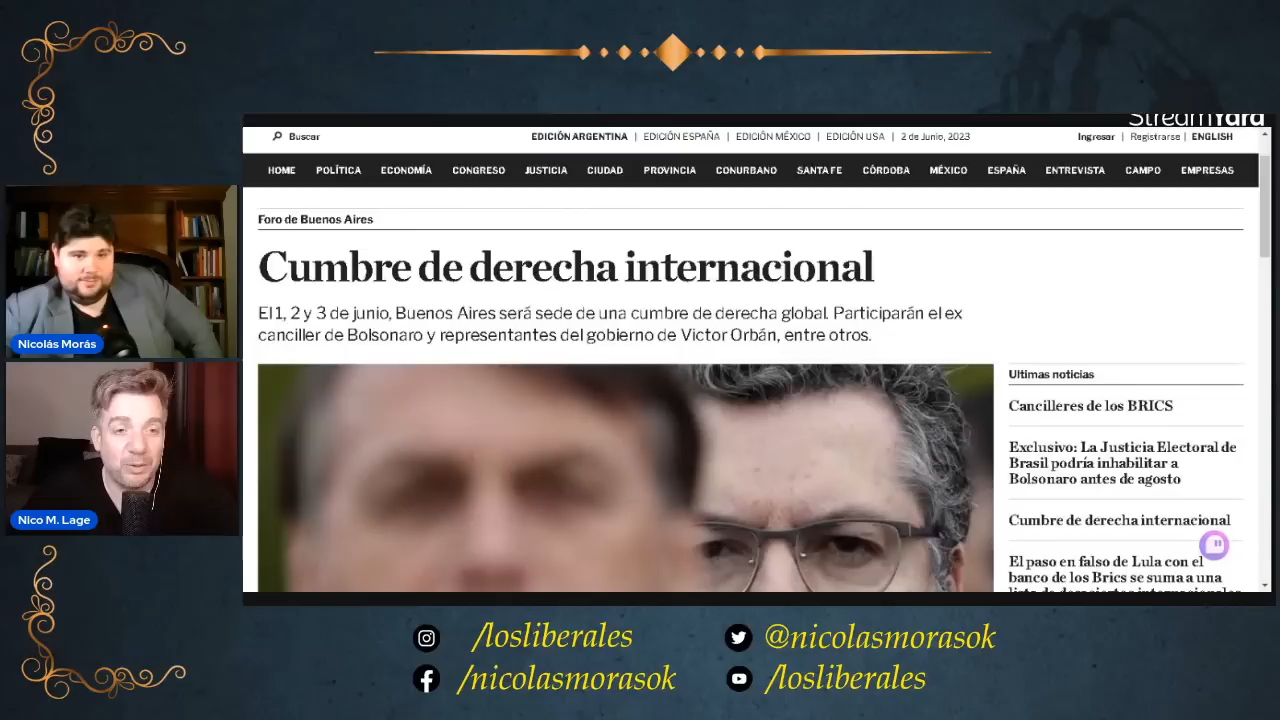 StreamYard
Buscar
EDICIÓN ARGENTINA | EDICIÓN ESPAÑA | EDICIÓN MÉXICO | EDICIÓN USA | 2 de Junio, 2023
Ingresar | Registrarse | ENGLISH
HOME POLÍTICA ECONOMÍA CONGRESO JUSTICIA CIUDAD PROVINCIA CONURBANO SANTA FE CÓRDOBA MÉXICO ESPAÑA ENTREVISTA CAMPO EMPRESAS
Foro de Buenos Aires
Cumbre de derecha internacional
El 1, 2 y 3 de junio, Buenos Aires será sede de una cumbre de derecha global. Participarán el ex
canciller de Bolsonaro y representantes del gobierno de Victor Orbán, entre otros.
Ultimas noticias
Cancilleres de los BRICS
Exclusivo: La Justicia Electoral de
Brasil podría inhabilitar a
Bolsonaro antes de agosto
Cumbre de derecha internacional
El paso en falso de Lula con el
banco de los Brics se suma a una
Nicolás Morás
Nico M. Lage
/losliberales
@nicolasmorasok
/nicolasmorasok
/losliberales